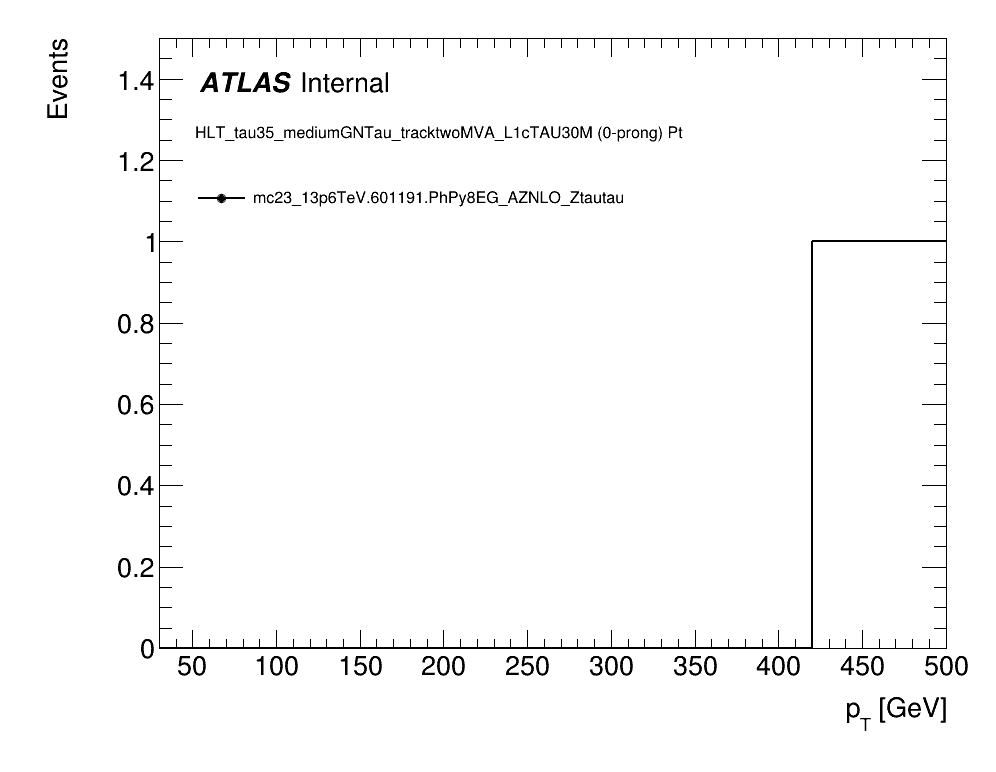 Events
ATLAS Internal
HLT_tau35_mediumGNTau_tracktwoMVA_L1cTAU30M (0-prong) Pt
mc23_13p6TeV.601191.PhPy8EG_AZNLO_Ztautau
1.4
1.2
1
0.8
0.6
0.4
0.2
0
50 100 150 200 250 300 350 400 450 500
pT [GeV]